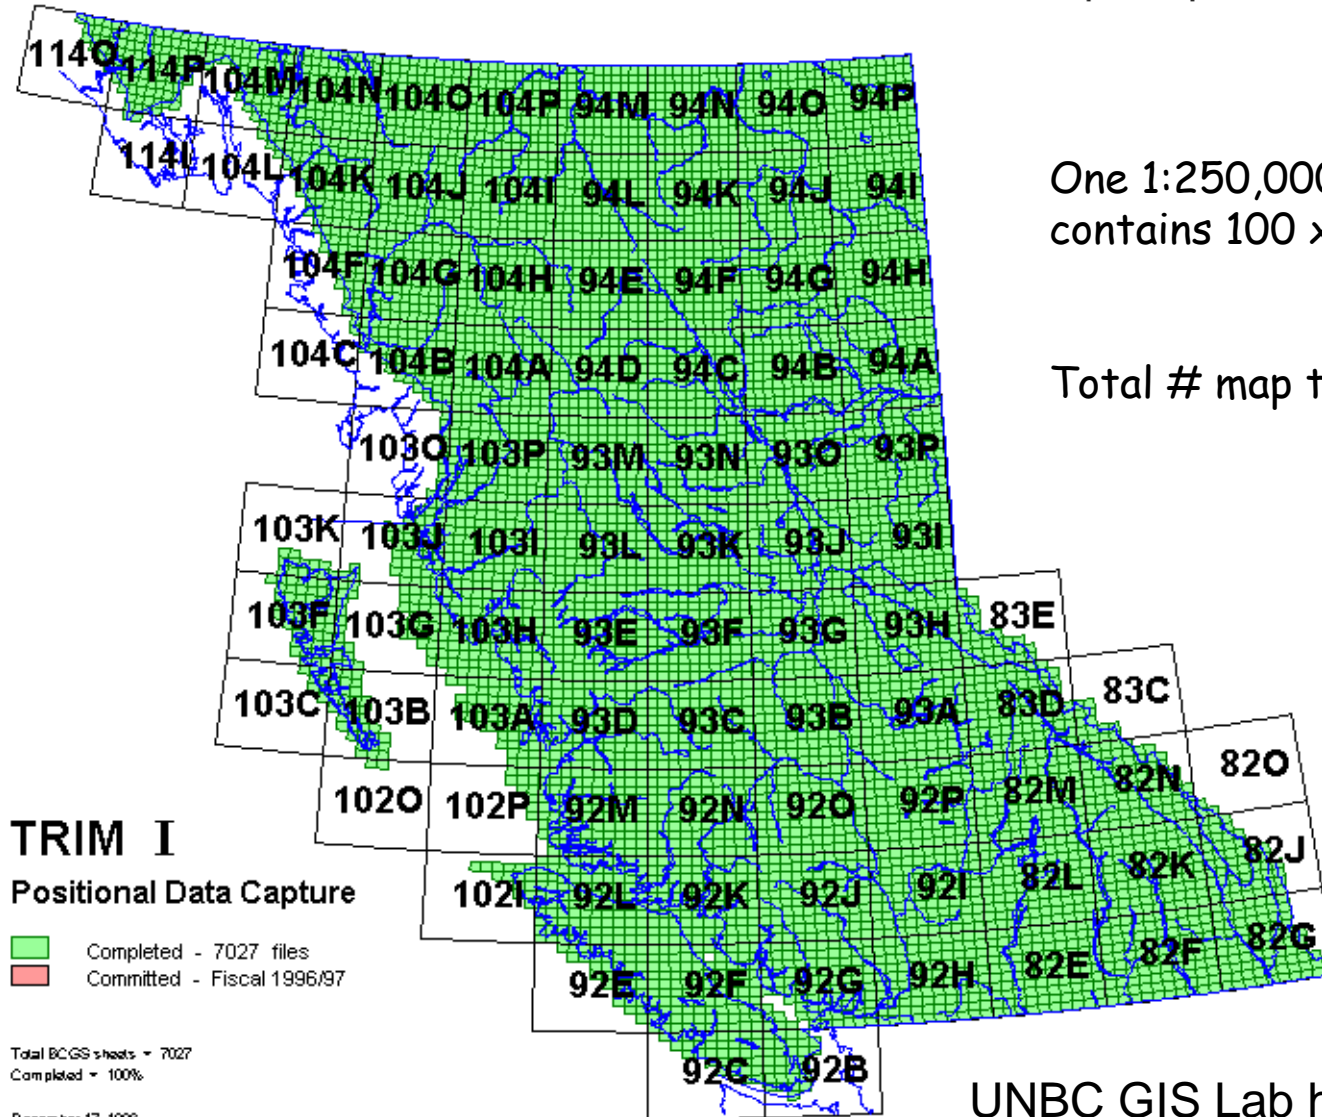 114O 114P 104M 104N 104O 104P 94M 94N 94O 94P
114I 104L 104K 104J 104I 94L 94K 94J 94I
104F 104G 104H 94E 94F 94G 94H
104C 104B 104A 94D 94C 94B 94A
103O 103P 93M 93N 93O 93P
103K 103J 103I 93L 93K 93J 93I
103F 103G 103H 93E 93F 93G 93H 83E
103C 103B 103A 93D 93C 93B 93A 83D 83C
102O 102P 92M 92N 92O 92P 82M 82N 82O
102I 92L 92K 92J 92I 82L 82K 82J
92E 92F 92G 92H 82E 82F 82G
92C 92B
One 1:250,000
contains 100 x
Total # map t
TRIM I
Positional Data Capture
Completed - 7027 files
Committed - Fiscal 1996/97
Total BCGS sheets = 7027
Completed = 100%
UNBC GIS Lab h